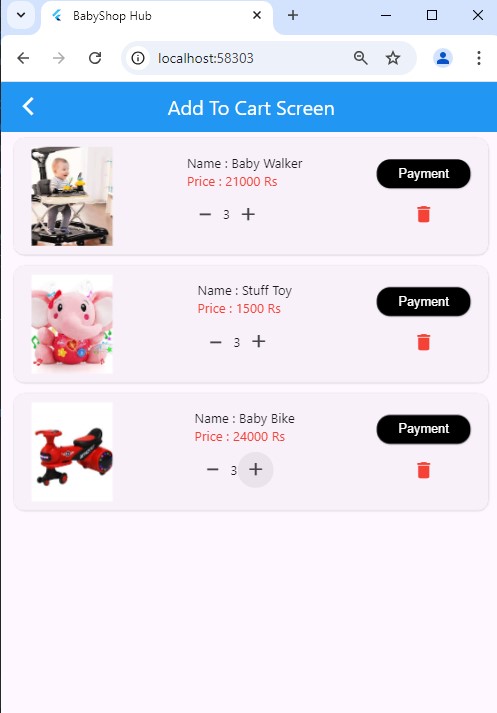 BabyShop Hub
localhost:58303
Add To Cart Screen
Name : Baby Walker
Price : 21000 Rs
Payment
3
Name : Stuff Toy
Price : 1500 Rs
Payment
3
Name : Baby Bike
Price : 24000 Rs
Payment
3